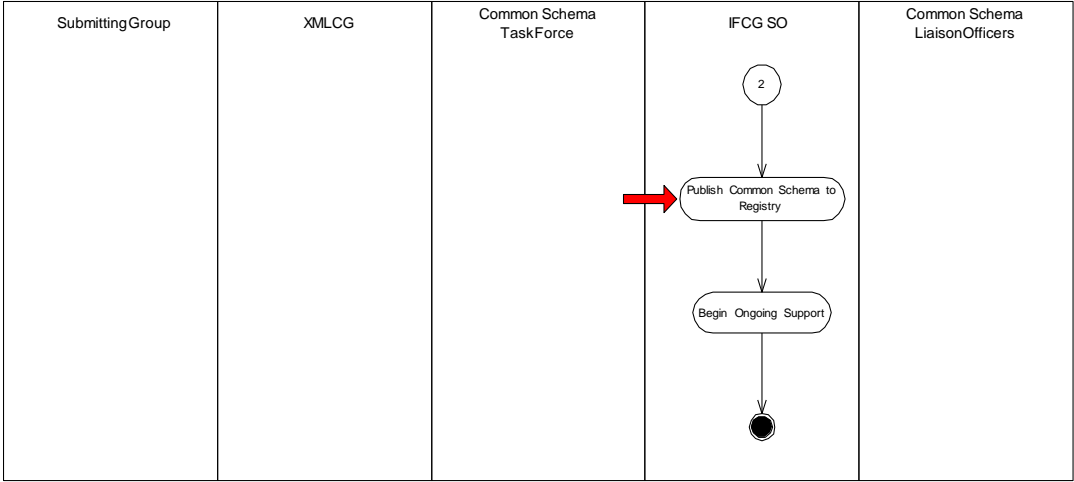 SubmittingGroup
XMLCG
Common Schema
TaskForce
IFCG SO
Common Schema
LiaisonOfficers
2
Publish Common Schema to
Registry
Begin Ongoing Support